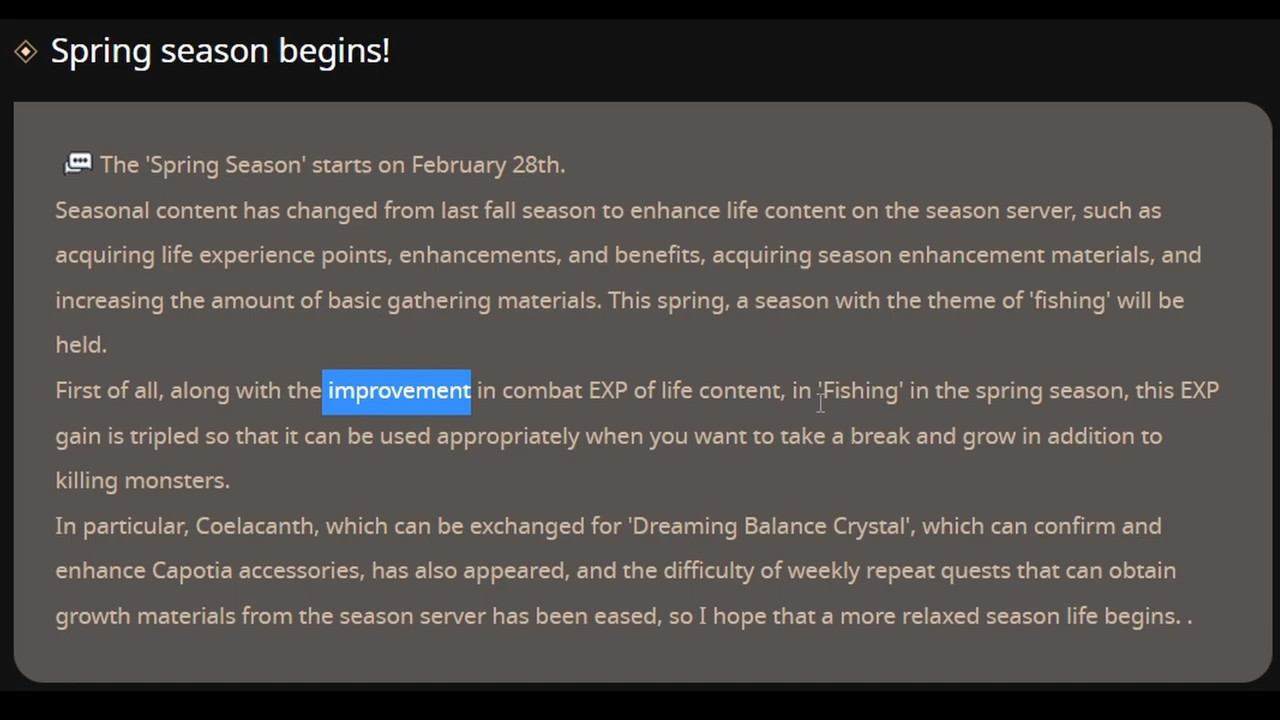 Spring season begins!
The 'Spring Season' starts on February 28th.
Seasonal content has changed from last fall season to enhance life content on the season server, such as
acquiring life experience points, enhancements, and benefits, acquiring season enhancement materials, and
increasing the amount of basic gathering materials. This spring, a season with the theme of 'fishing' will be
held.
First of all, along with the improvement in combat EXP of life content, in 'Fishing' in the spring season, this EXP
gain is tripled so that it can be used appropriately when you want to take a break and grow in addition to
killing monsters.
In particular, Coelacanth, which can be exchanged for 'Dreaming Balance Crystal', which can confirm and
enhance Capotia accessories, has also appeared, and the difficulty of weekly repeat quests that can obtain
growth materials from the season server has been eased, so I hope that a more relaxed season life begins. .